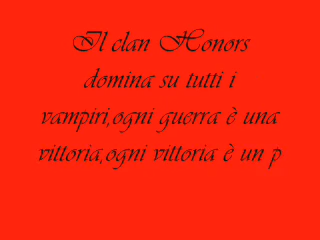 Il clan Honors
domina su tutti i
vampiri,ogni guerra è una
vittoria,ogni vittoria è un p